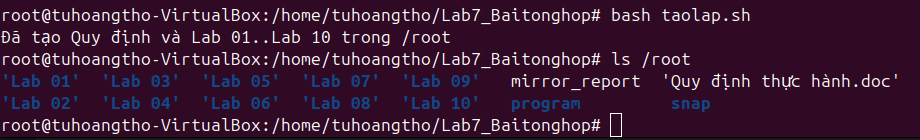 root@tuhoangtho-VirtualBox:/home/tuhoangtho/Lab7_Baitonghop# bash taolap.sh
Đã tạo Quy định và Lab 01..Lab 10 trong /root
root@tuhoangtho-VirtualBox:/home/tuhoangtho/Lab7_Baitonghop# ls /root
'Lab 01'  'Lab 03'  'Lab 05'  'Lab 07'  'Lab 09'   mirror_report  'Quy định thực hành.doc'
'Lab 02'  'Lab 04'  'Lab 06'  'Lab 08'  'Lab 10'   program         snap
root@tuhoangtho-VirtualBox:/home/tuhoangtho/Lab7_Baitonghop#